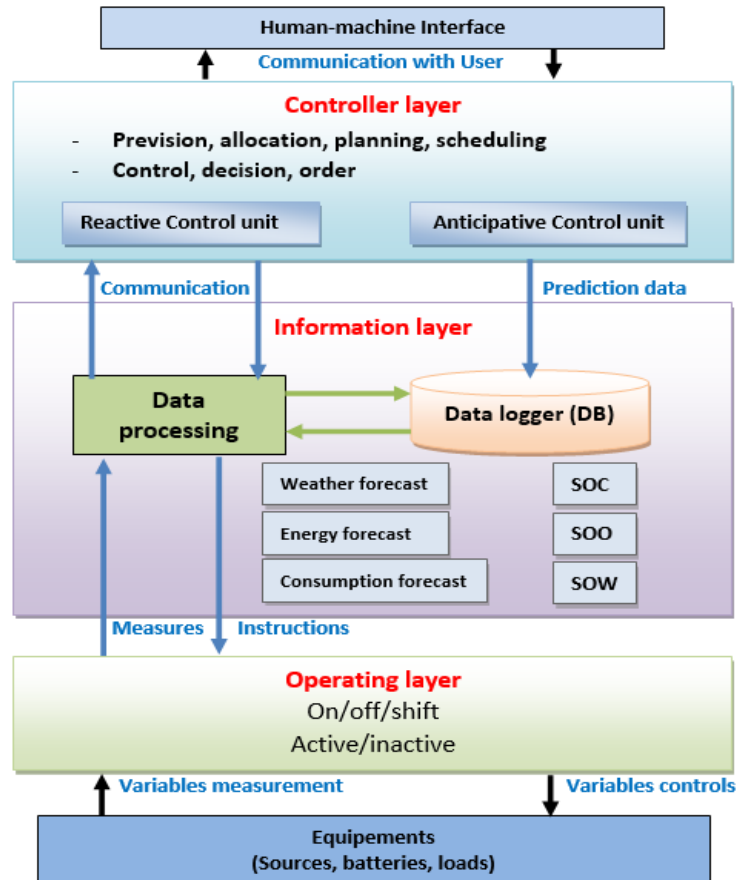 Human-machine Interface
Communication with User
Controller layer
- Prevision, allocation, planning, scheduling
- Control, decision, order
Reactive Control unit
Anticipative Control unit
Communication
Prediction data
Information layer
Data
processing
Data logger (DB)
Weather forecast
SOC
Energy forecast
SOO
Consumption forecast
SOW
Measures
Instructions
Operating layer
On/off/shift
Active/inactive
Variables measurement
Variables controls
Equipements
(Sources, batteries, loads)